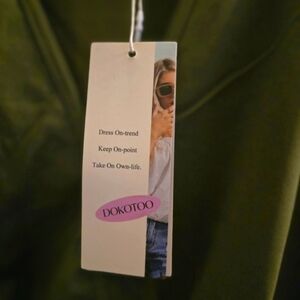 Dress On-trend
Keep On-point
Take On Own-life.
DOKOTOO